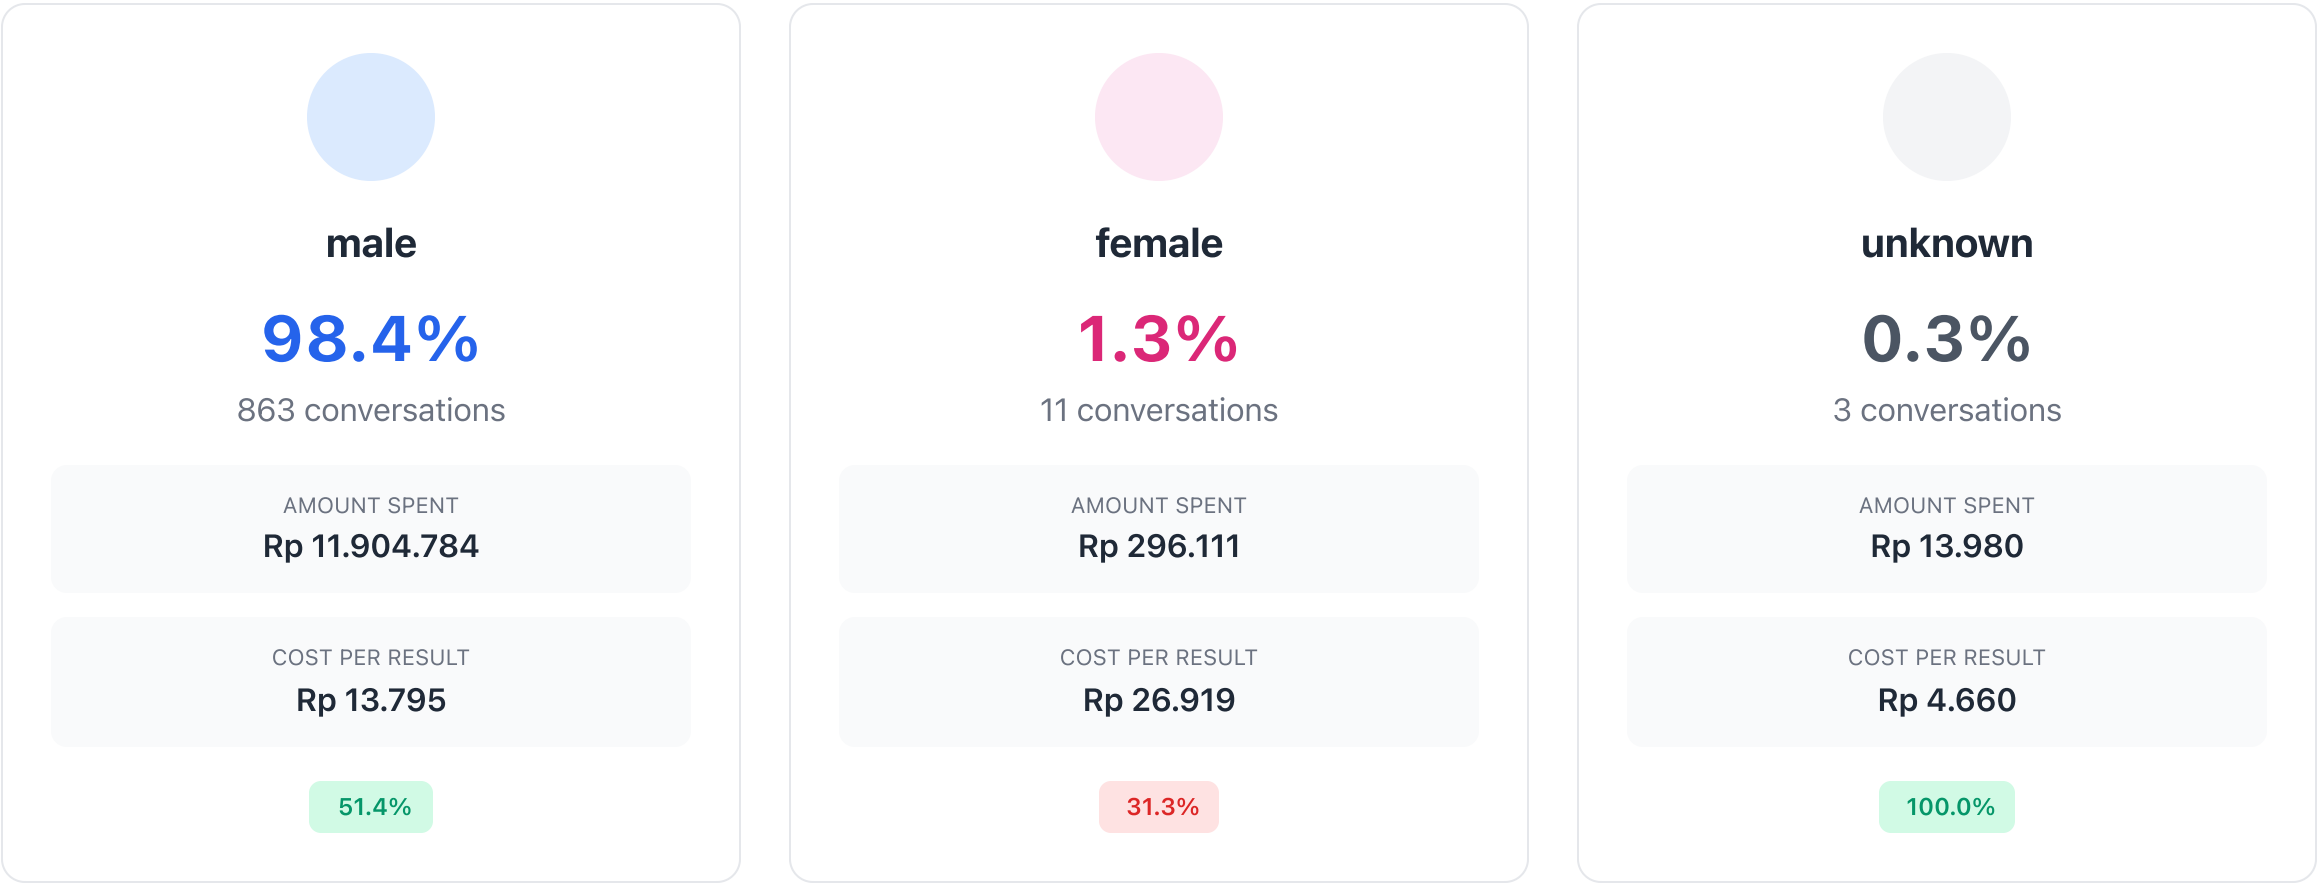 male
98.4%
863 conversations
AMOUNT SPENT
Rp 11.904.784
COST PER RESULT
Rp 13.795
51.4%
female
1.3%
11 conversations
AMOUNT SPENT
Rp 296.111
COST PER RESULT
Rp 26.919
31.3%
unknown
0.3%
3 conversations
AMOUNT SPENT
Rp 13.980
COST PER RESULT
Rp 4.660
100.0%